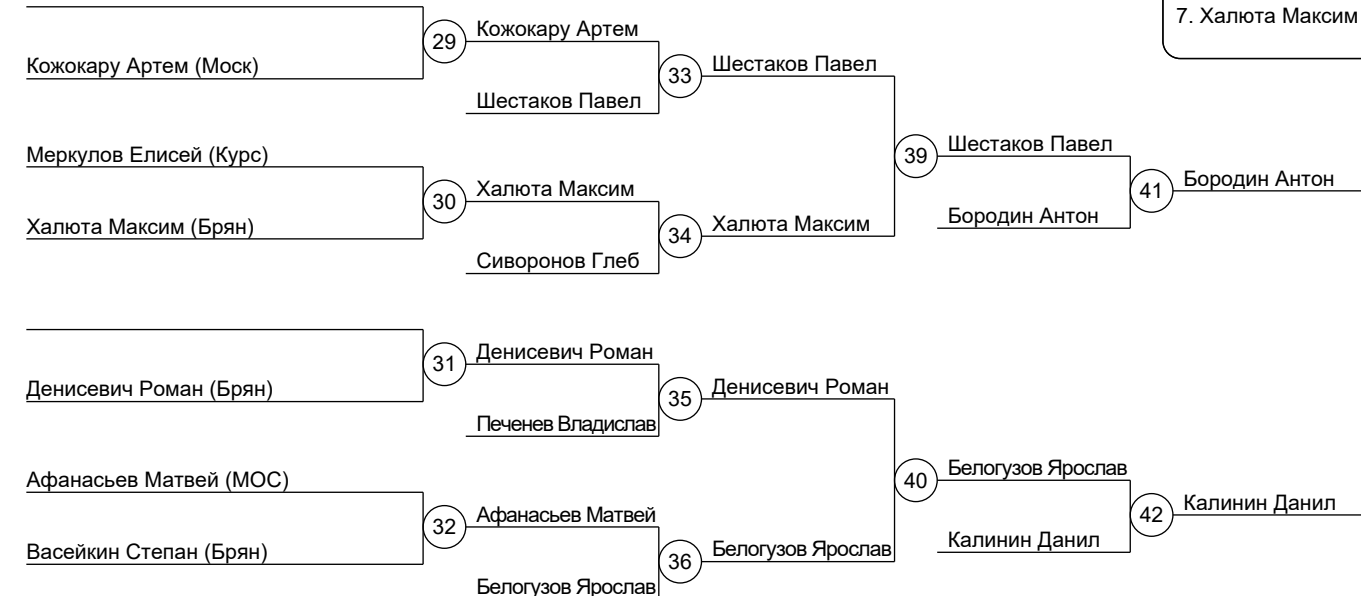 7. Халюта Максим
29
Кожокару Артем
Кожокару Артем (Моск)
33
Шестаков Павел
Шестаков Павел
Меркулов Елисей (Курс)
39
Шестаков Павел
30
Халюта Максим
41
Бородин Антон
Халюта Максим (Брян)
34
Халюта Максим
Бородин Антон
Сиворонов Глеб
31
Денисевич Роман
Денисевич Роман (Брян)
35
Денисевич Роман
Печенев Владислав
Афанасьев Матвей (МОС)
40
Белогузов Ярослав
32
Афанасьев Матвей
42
Калинин Данил
Васейкин Степан (Брян)
36
Белогузов Ярослав
Калинин Данил
Белогузов Ярослав